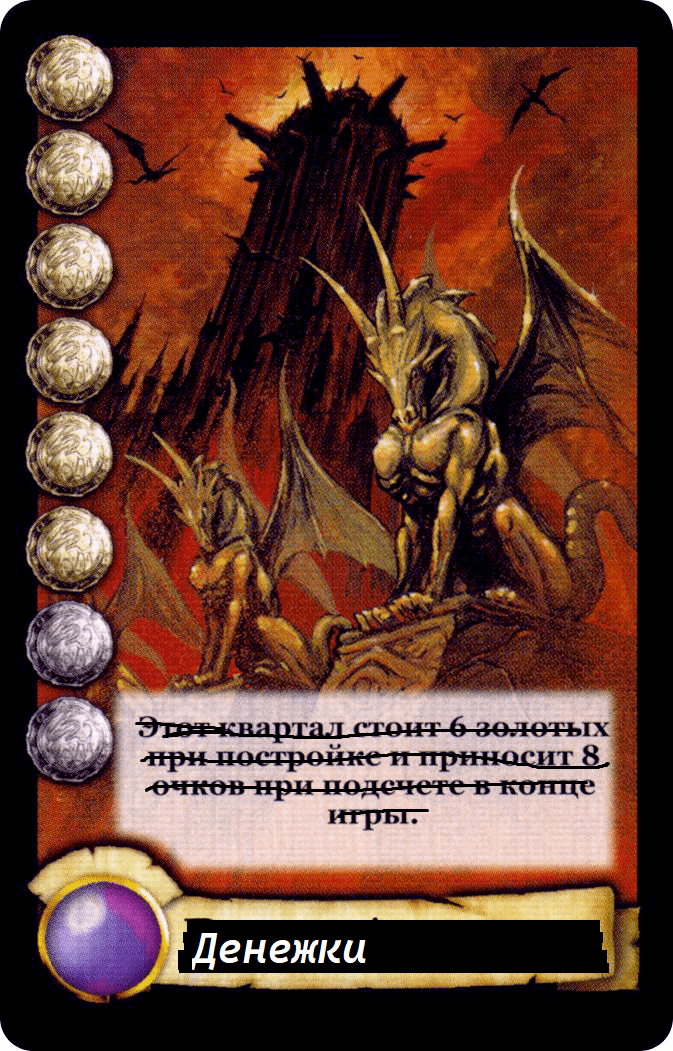 Этот квартал стоит 6 золотых
при постройке и приносит 8
очков при подсчете в конце
игры.
Денежки